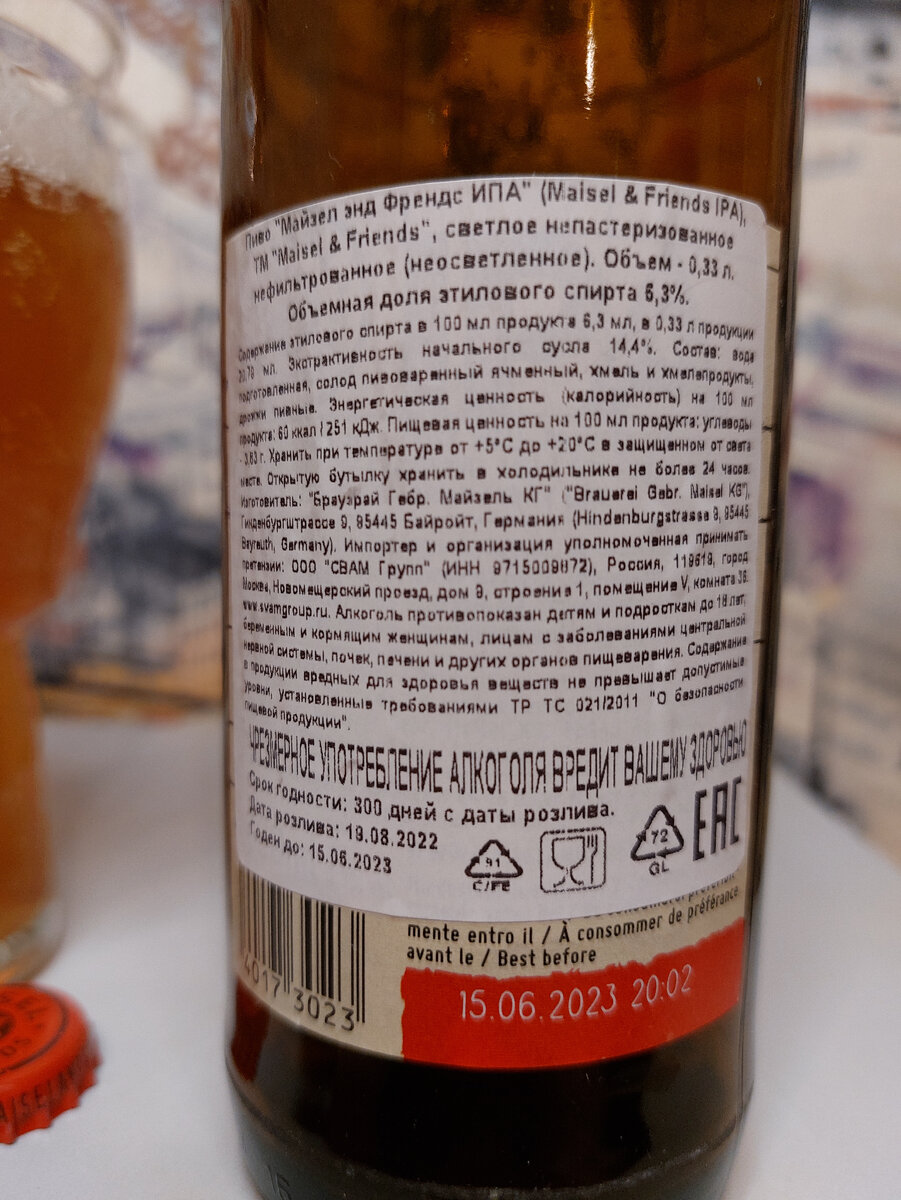 Пиво "Майзел энд Френдс ИПА" (Maisel & Friends IPA),
ТМ "Maisel & Friends", светлое непастеризованное
нефильтрованное (неосветленное). Объем - 0,33 л.
Объемная доля этилового спирта 6,3%.
Содержание этилового спирта в 100 мл продукта 6,3 мл, в 0,33 л продукции
20,79 мл. Экстрактивность начального сусла 14,4%. Состав: вода
подготовленная, солод пивоваренный ячменный, хмель и хмелепродукты,
дрожжи пивные. Энергетическая ценность (калорийность) на 100 мл
продукта: 60 ккал / 251 кДж. Пищевая ценность на 100 мл продукта: углеводы
- 3,63 г. Хранить при температуре от +5°C до +20°C в защищенном от света
месте. Открытую бутылку хранить в холодильнике не более 24 часов.
Изготовитель: "Брауэрай Гебр. Майзель КГ" ("Brauerei Gebr. Maisel KG"),
Гинденбургштрассе 9, 95445 Байройт, Германия (Hindenburgstrasse 9, 95445
Bayreuth, Germany). Импортер и организация уполномоченная принимать
претензии: ООО "СВАМ Групп" (ИНН 9715009872), Россия, 119619, город
Москва, Новомещерский проезд, дом 9, строение 1, помещение V, комната 36.
www.svamgroup.ru. Алкоголь противопоказан детям и подросткам до 18 лет,
беременным и кормящим женщинам, лицам с заболеваниями центральной
нервной системы, почек, печени и других органов пищеварения. Содержание
в продукции вредных для здоровья веществ не превышает допустимые
уровни, установленные требованиями ТР ТС 021/2011 "О безопасности
пищевой продукции".
ЧРЕЗМЕРНОЕ УПОТРЕБЛЕНИЕ АЛКОГОЛЯ ВРЕДИТ ВАШЕМУ ЗДОРОВЬЮ
Срок годности: 300 дней с даты розлива.
Дата розлива: 19.08.2022
Годен до: 15.06.2023
91
C/FE
72
GL
EAC
mente entro il / À consommer de préférance
avant le / Best before
15.06.2023 20:02
4017 3023